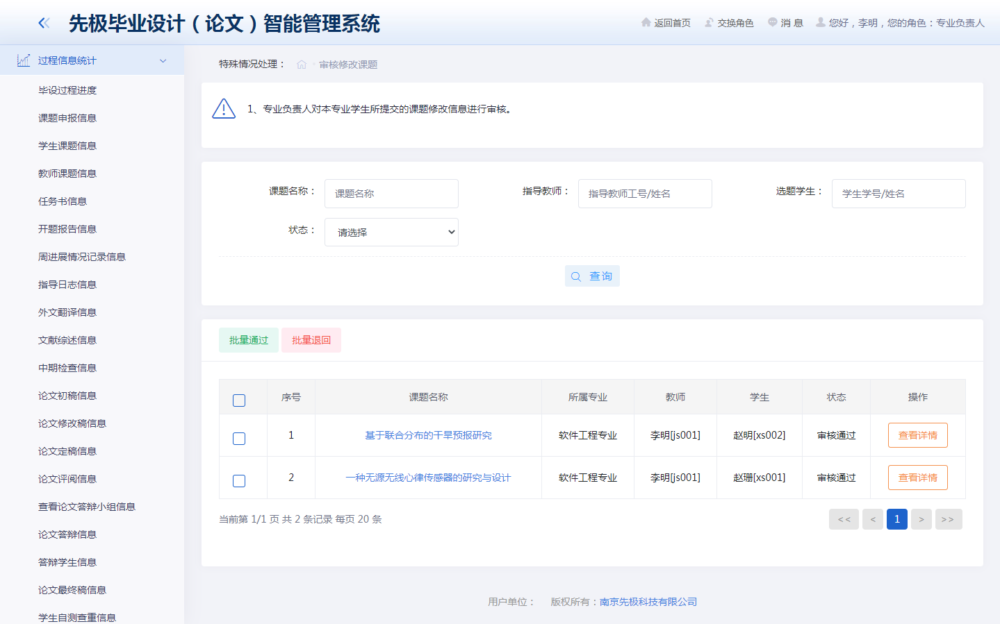 先极毕业设计（论文）智能管理系统
返回首页 交换角色 消 息 您好，李明，您的角色：专业负责人
过程信息统计
毕设过程进度
课题申报信息
学生课题信息
教师课题信息
任务书信息
开题报告信息
周进展情况记录信息
指导日志信息
外文翻译信息
文献综述信息
中期检查信息
论文初稿信息
论文修改稿信息
论文定稿信息
论文评阅信息
查看论文答辩小组信息
论文答辩信息
答辩学生信息
论文最终稿信息
学生自测查重信息
特殊情况处理： 审核修改课题
1、专业负责人对本专业学生所提交的课题修改信息进行审核。
课题名称： 课题名称 指导教师： 指导教师工号/姓名 选题学生： 学生学号/姓名
状态： 请选择
查询
批量通过 批量退回
序号 课题名称 所属专业 教师 学生 状态 操作
1 基于联合分布的干旱预报研究 软件工程专业 李明[js001] 赵明[xs002] 审核通过 查看详情
2 一种无源无线心律传感器的研究与设计 软件工程专业 李明[js001] 赵珊[xs001] 审核通过 查看详情
当前第 1/1 页 共 2 条记录 每页 20 条 << < 1 > >>
用户单位： 版权所有：南京先极科技有限公司